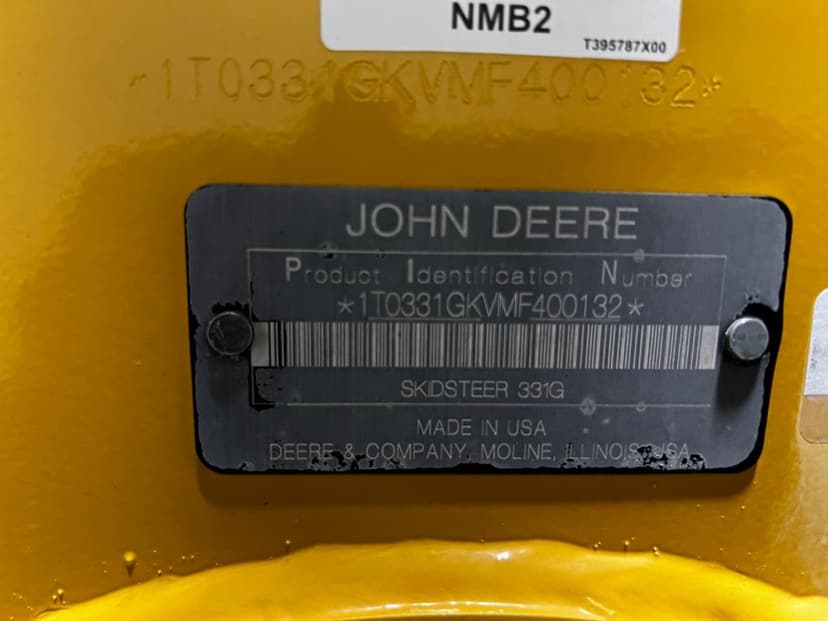 NMB2
T395787X00
*1T0331GKVMF400132*
JOHN DEERE
Product Identification Number
*1T0331GKVMF400132*
SKIDSTEER 331G
MADE IN USA
DEERE & COMPANY, MOLINE, ILLINOIS, USA